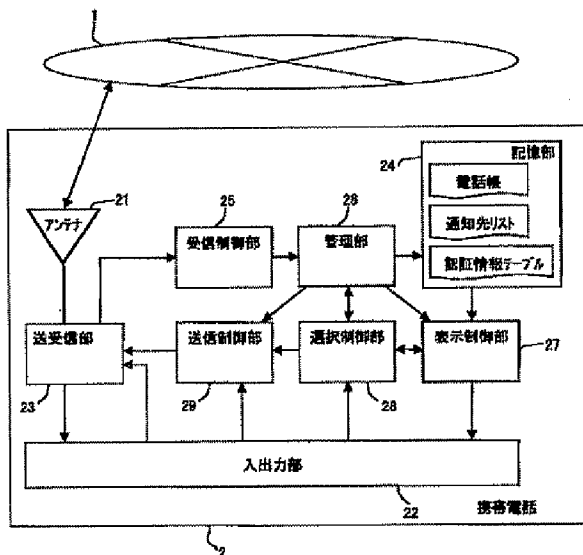 1
24
記憶部
電話帳
通知先リスト
認証情報テーブル
21
アンテナ
25
受信制御部
26
管理部
送受信部
23
送信制御部
29
選択制御部
28
表示制御部
27
入出力部
22
携帯電話
2